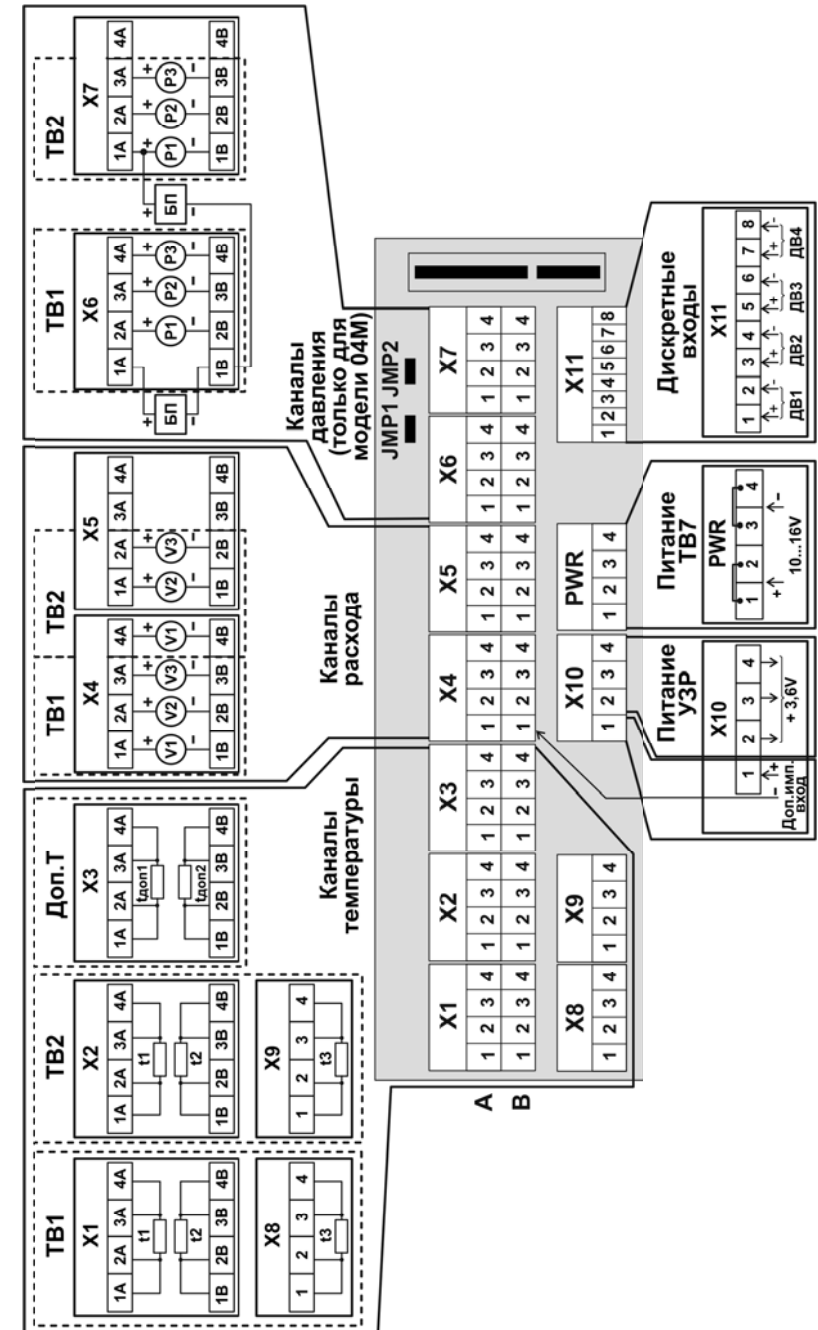 ТВ1
X1
1A 2A 3A 4A
t1
t2
1B 2B 3B 4B
X8
1 2 3 4
t3
ТВ2
X2
1A 2A 3A 4A
t1
t2
1B 2B 3B 4B
X9
1 2 3 4
t3
Доп.Т
X3
1A 2A 3A 4A
tдоп1
tдоп2
1B 2B 3B 4B
ТВ1
ТВ2
X4
1A 2A 3A 4A
+ + + +
V1 V2 V3 V1
– – – –
1B 2B 3B 4B
X5
1A 2A 3A 4A
+ +
V2 V3
– –
1B 2B 3B 4B
ТВ1
X6
1A 2A 3A 4A
+ БП –
+ + +
P1 P2 P3
– – –
1B 2B 3B 4B
ТВ2
X7
1A 2A 3A 4A
+ БП –
+ + +
P1 P2 P3
– – –
1B 2B 3B 4B
Каналы
температуры
Каналы
расхода
Каналы
давления
(только для
модели 04М)
JMP1 JMP2
X1 X2 X3 X4 X5 X6 X7
A
1 2 3 4 1 2 3 4 1 2 3 4 1 2 3 4 1 2 3 4 1 2 3 4 1 2 3 4
B
1 2 3 4 1 2 3 4 1 2 3 4 1 2 3 4 1 2 3 4 1 2 3 4 1 2 3 4
X8 X9 X10 PWR X11
1 2 3 4 1 2 3 4 1 2 3 4 1 2 3 4 1 2 3 4 5 6 7 8
Питание
УЗР
X10
1 2 3 4
– +
Доп.имп.
вход
+ 3,6V
Питание
ТВ7
PWR
1 2 3 4
+ –
10...16V
Дискретные
входы
X11
1 2 3 4 5 6 7 8
+ – + – + – + –
ДВ1 ДВ2 ДВ3 ДВ4